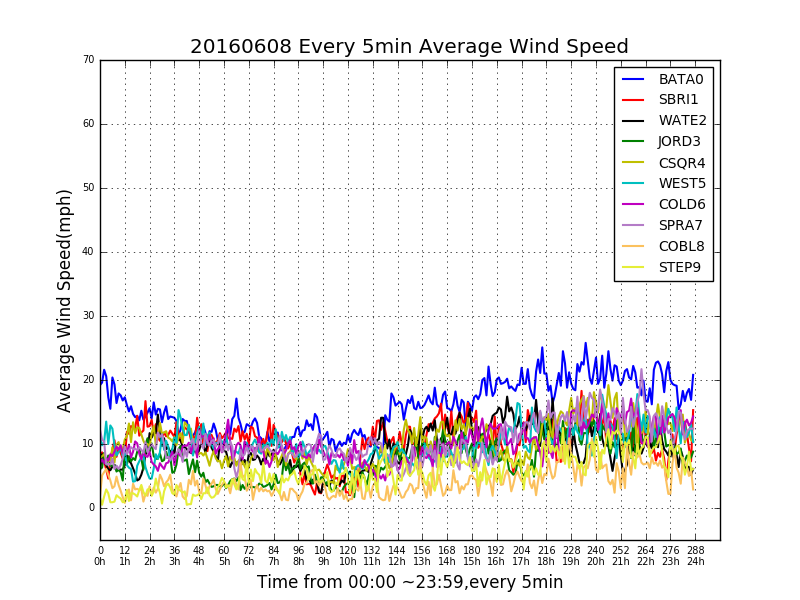 20160608 Every 5min Average Wind Speed
70
60
50
40
30
20
10
0
Average Wind Speed(mph)
BATA0
SBRI1
WATE2
JORD3
CSQR4
WEST5
COLD6
SPRA7
COBL8
STEP9
0 12 24 36 48 60 72 84 96 108 120 132 144 156 168 180 192 204 216 228 240 252 264 276 288
0h 1h 2h 3h 4h 5h 6h 7h 8h 9h 10h 11h 12h 13h 14h 15h 16h 17h 18h 19h 20h 21h 22h 23h 24h
Time from 00:00 ~23:59,every 5min